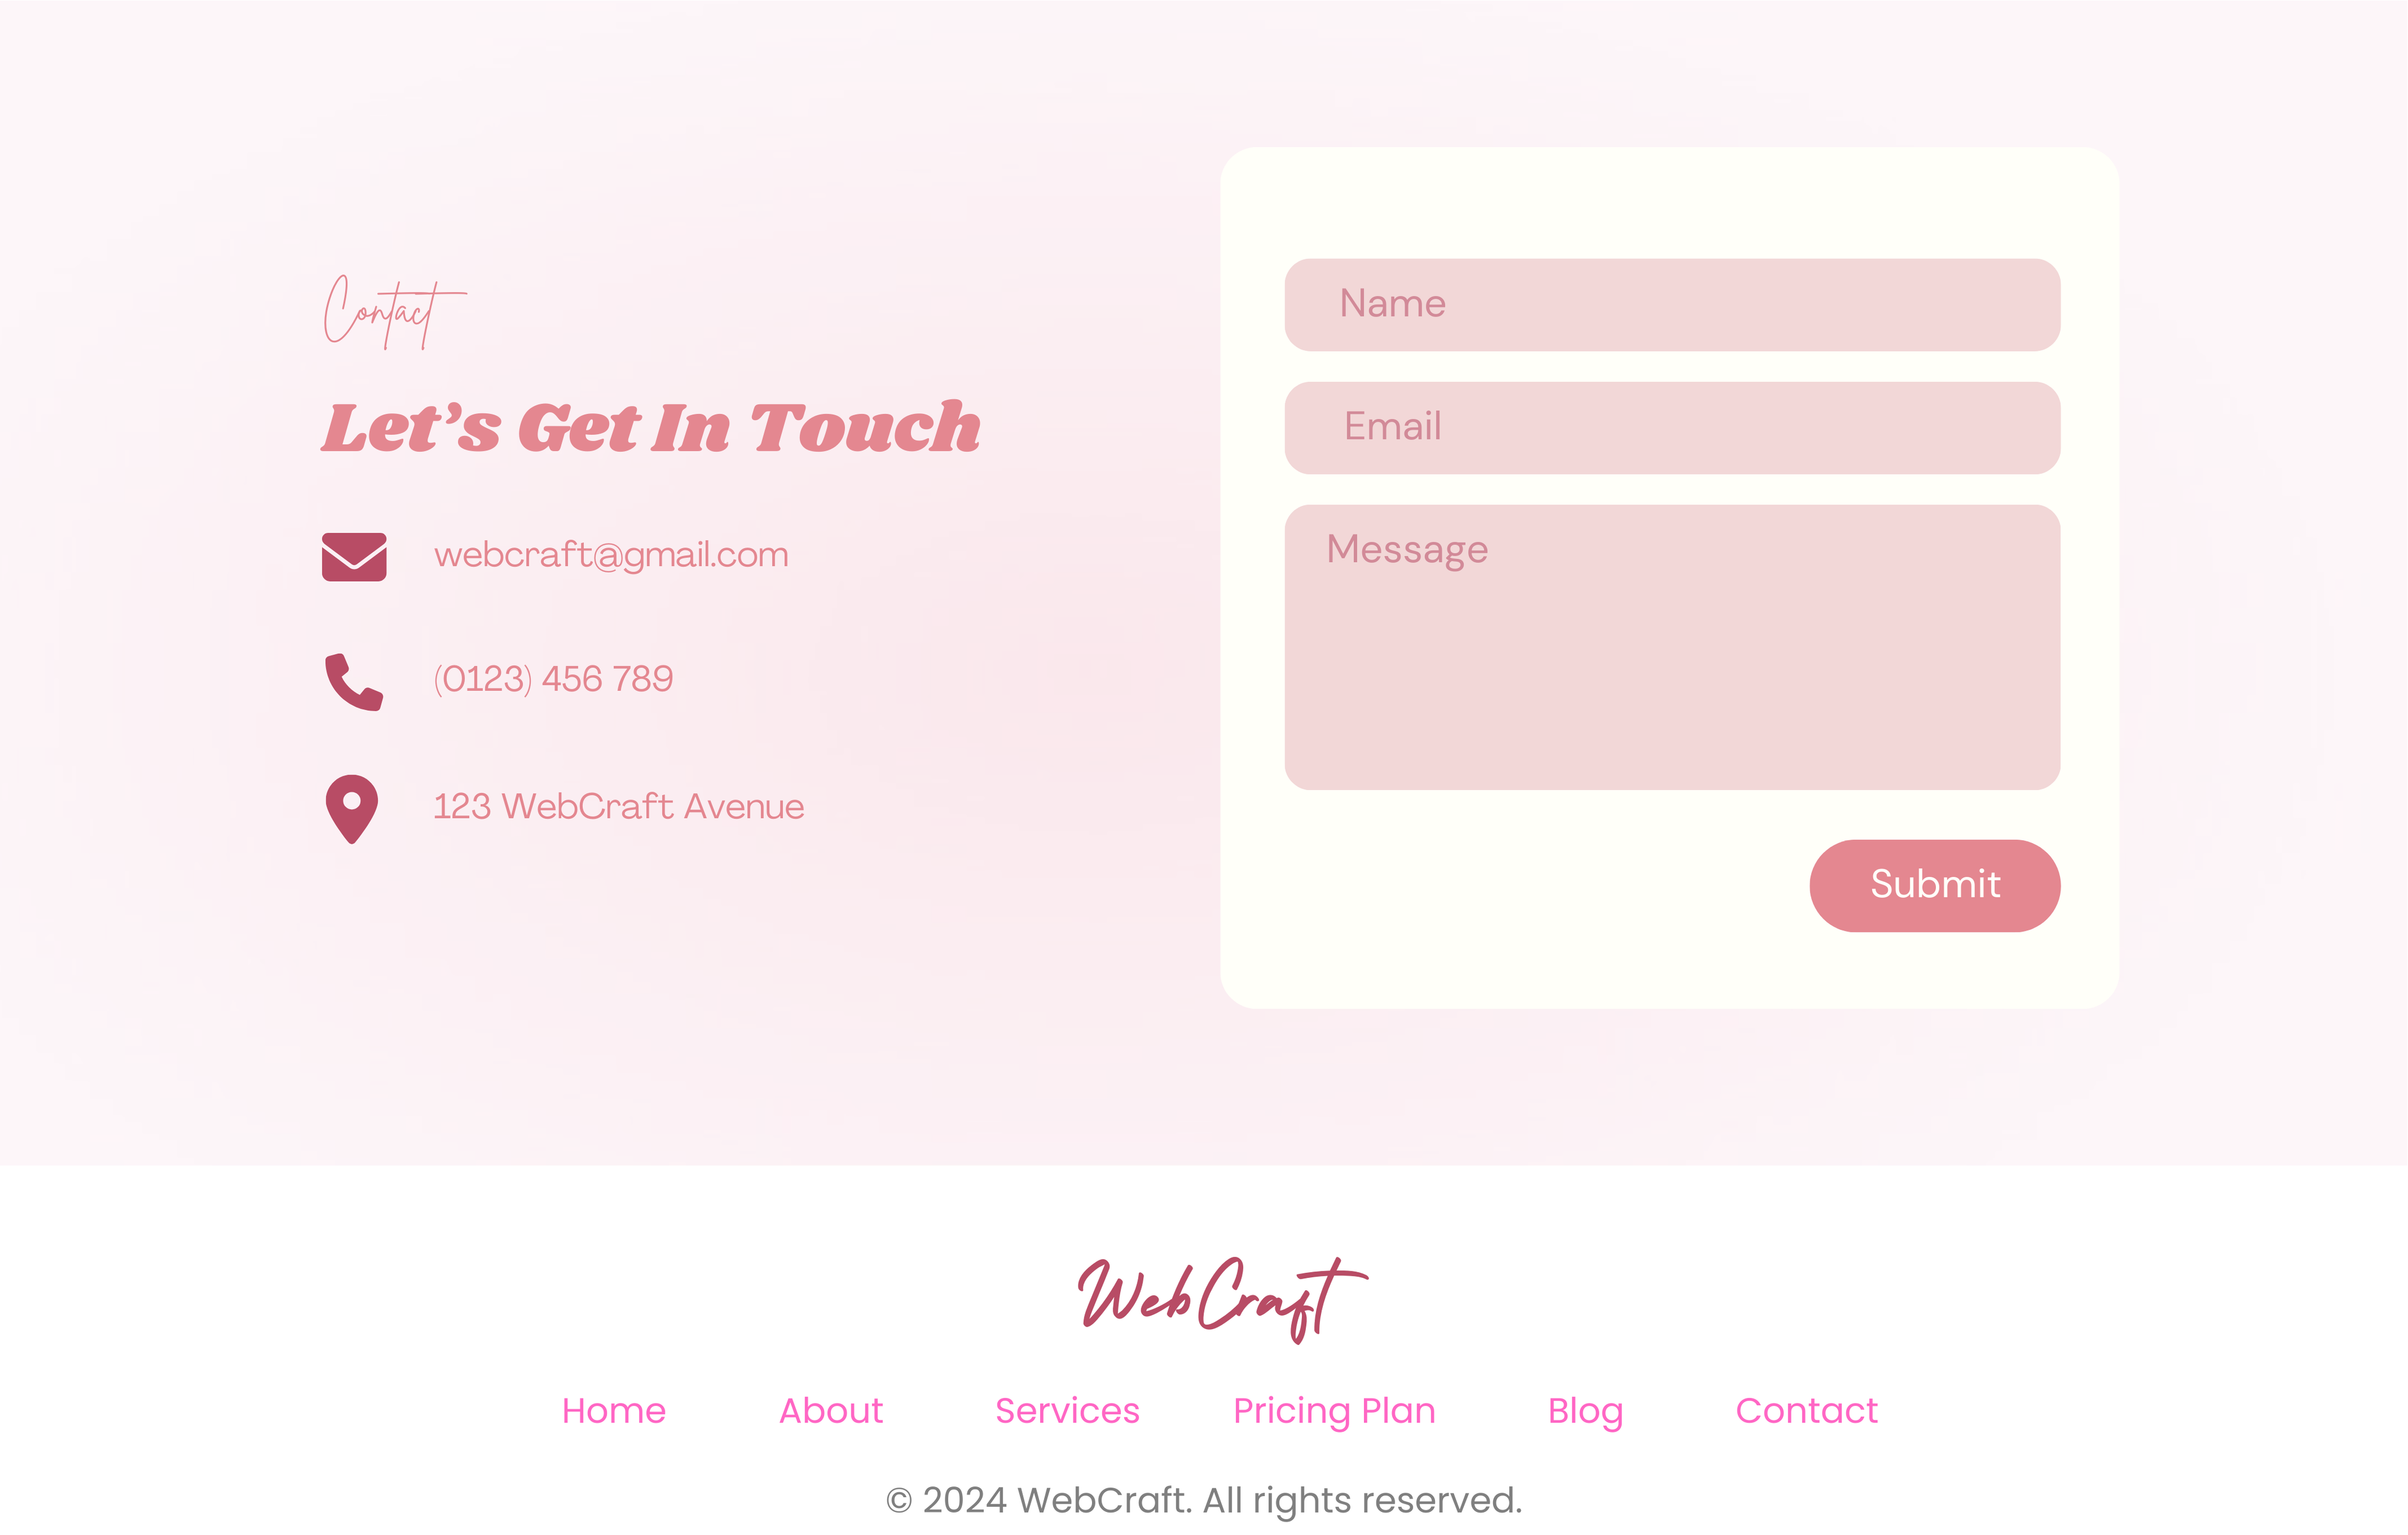 Contact
Let’s Get In Touch
webcraft@gmail.com
(0123) 456 789
123 WebCraft Avenue
Name
Email
Message
Submit
WebCraft
Home About Services Pricing Plan Blog Contact
© 2024 WebCraft. All rights reserved.